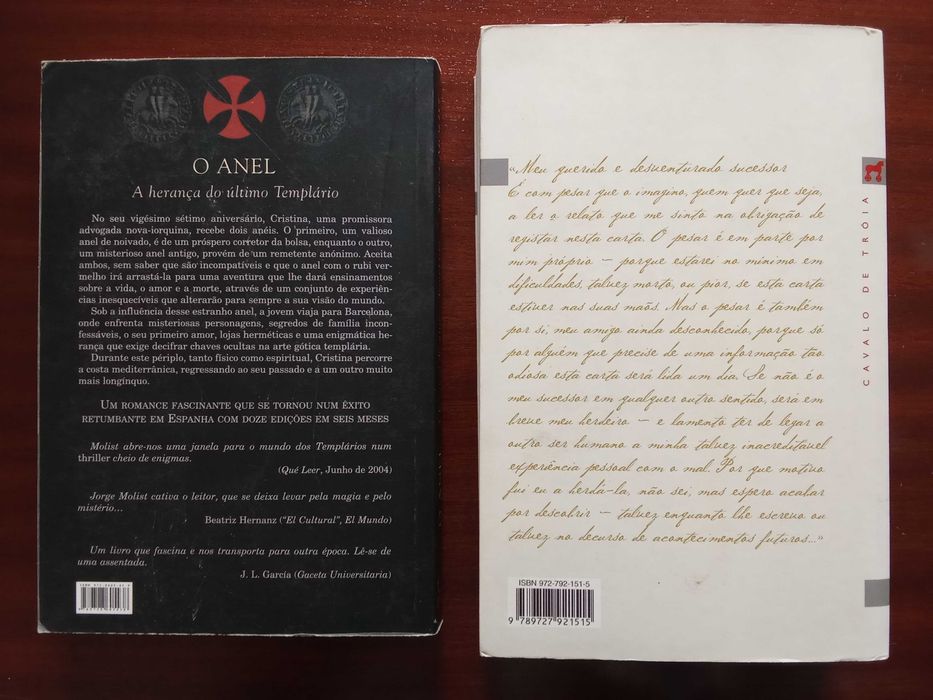 O ANEL
A herança do último Templário
No seu vigésimo sétimo aniversário, Cristina, uma promissora
advogada nova-iorquina, recebe dois anéis. O primeiro, um valioso
anel de noivado, é de um próspero corretor da bolsa, enquanto o outro,
um misterioso anel antigo, provém de um remetente anónimo. Aceita
ambos, sem saber que são incompatíveis e que o anel com o rubi ver-
melho irá arrastá-la para uma aventura que lhe dará ensinamentos
sobre a vida, o amor e a morte, através de um conjunto de experiên-
cias inesquecíveis que alterarão para sempre a sua visão do mundo.
Sob a influência desse estranho anel, a jovem viaja para Barcelona,
onde enfrenta misteriosas personagens, segredos de família incon-
fessáveis, o seu primeiro amor, lojas herméticas e uma enigmática he-
rança que exige decifrar chaves ocultas na arte gótica templária.
Durante este périplo, tanto físico como espiritual, Cristina percorre
a costa mediterrânica, regressando ao seu passado e a um outro muito
mais longínquo.
UM ROMANCE FASCINANTE QUE SE TORNOU NUM ÊXITO
RETUMBANTE EM ESPANHA COM DOZE EDIÇÕES EM SEIS MESES
Molist abre-nos uma janela para o mundo dos Templários num
thriller cheio de enigmas.
(Qué Leer, Junho de 2004)
Jorge Molist cativa o leitor, que se deixa levar pela magia e pelo
mistério...
Beatriz Hernanz ("El Cultural", El Mundo)
Um livro que fascina e nos transporta para outra época. Lê-se de
uma assentada.
J. L. García (Gaceta Universitaria)
«Meu querido e desventurado sucessor
É com pesar que o imagino, quem quer que seja,
a ler o relato que me sinto na obrigação de
registar nesta carta. O pesar é em parte por
mim próprio – porque estarei no mínimo em
dificuldades, talvez morto, ou pior, se esta carta
estiver nas suas mãos. Mas o pesar é também
por si, meu amigo ainda desconhecido, porque só
por alguém que precise de uma informação tão
odiosa esta carta será lida um dia. Se não é o
meu sucessor em qualquer outro sentido, será em
breve meu herdeiro – e lamento ter de legar a
outro ser humano a minha talvez inacreditável
experiência pessoal com o mal. Por que motivo
fui eu a herdá-la, não sei, mas espero acabar
por descobrir – talvez enquanto lhe escrevo ou
talvez no decurso de acontecimentos futuros...»
CAVALO DE TRÓIA
ISBN 972-792-151-5
9 789727 921515